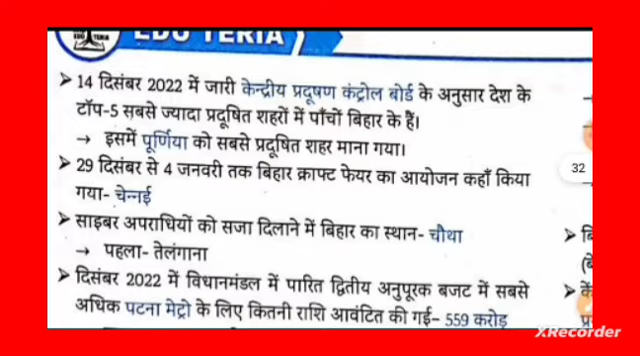 EDU TERIA
➤ 14 दिसंबर 2022 में जारी केन्द्रीय प्रदूषण कंट्रोल बोर्ड के अनुसार देश के
टॉप-5 सबसे ज्यादा प्रदूषित शहरों में पाँचों बिहार के हैं।
→ इसमें पूर्णिया को सबसे प्रदूषित शहर माना गया।
➤ 29 दिसंबर से 4 जनवरी तक बिहार क्राफ्ट फेयर का आयोजन कहाँ किया
गया- चेन्नई
➤ साइबर अपराधियों को सजा दिलाने में बिहार का स्थान- चौथा
→ पहला- तेलंगाना
➤ दिसंबर 2022 में विधानमंडल में पारित द्वितीय अनुपूरक बजट में सबसे
अधिक पटना मेट्रो के लिए कितनी राशि आवंटित की गई- 559 करोड़
32
XRecorder